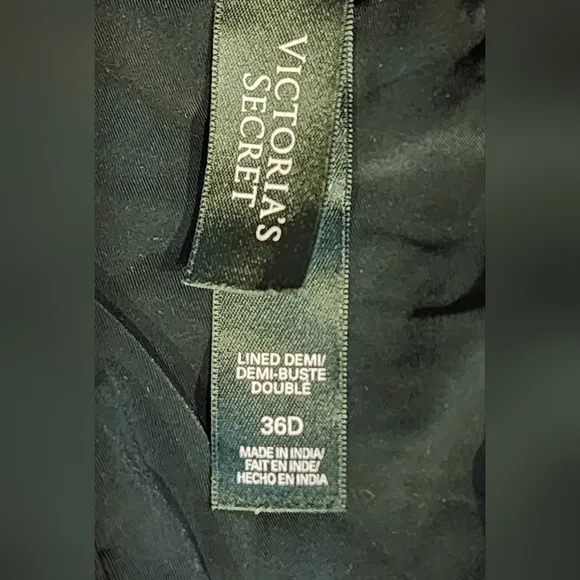 VICTORIA'S
SECRET
LINED DEMI/
DEMI-BUSTE
DOUBLÉ
36D
MADE IN INDIA/
FAIT EN INDE/
HECHO EN INDIA